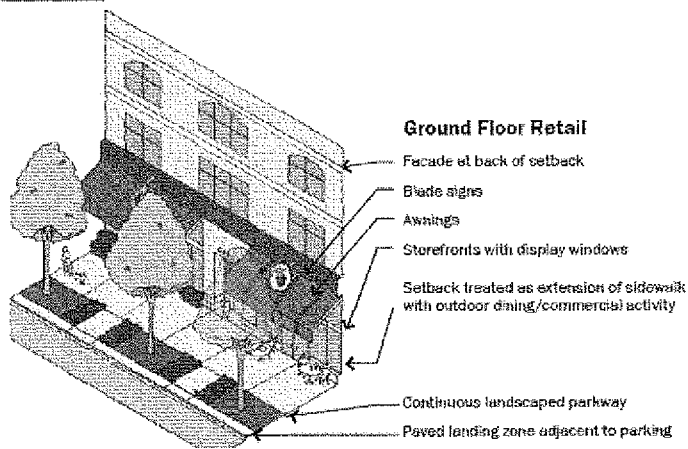 Ground Floor Retail
Facade at back of setback
Blade signs
Awnings
Storefronts with display windows
Setback treated as extension of sidewalk
with outdoor dining/commercial activity
Continuous landscaped parkway
Paved landing zone adjacent to parking